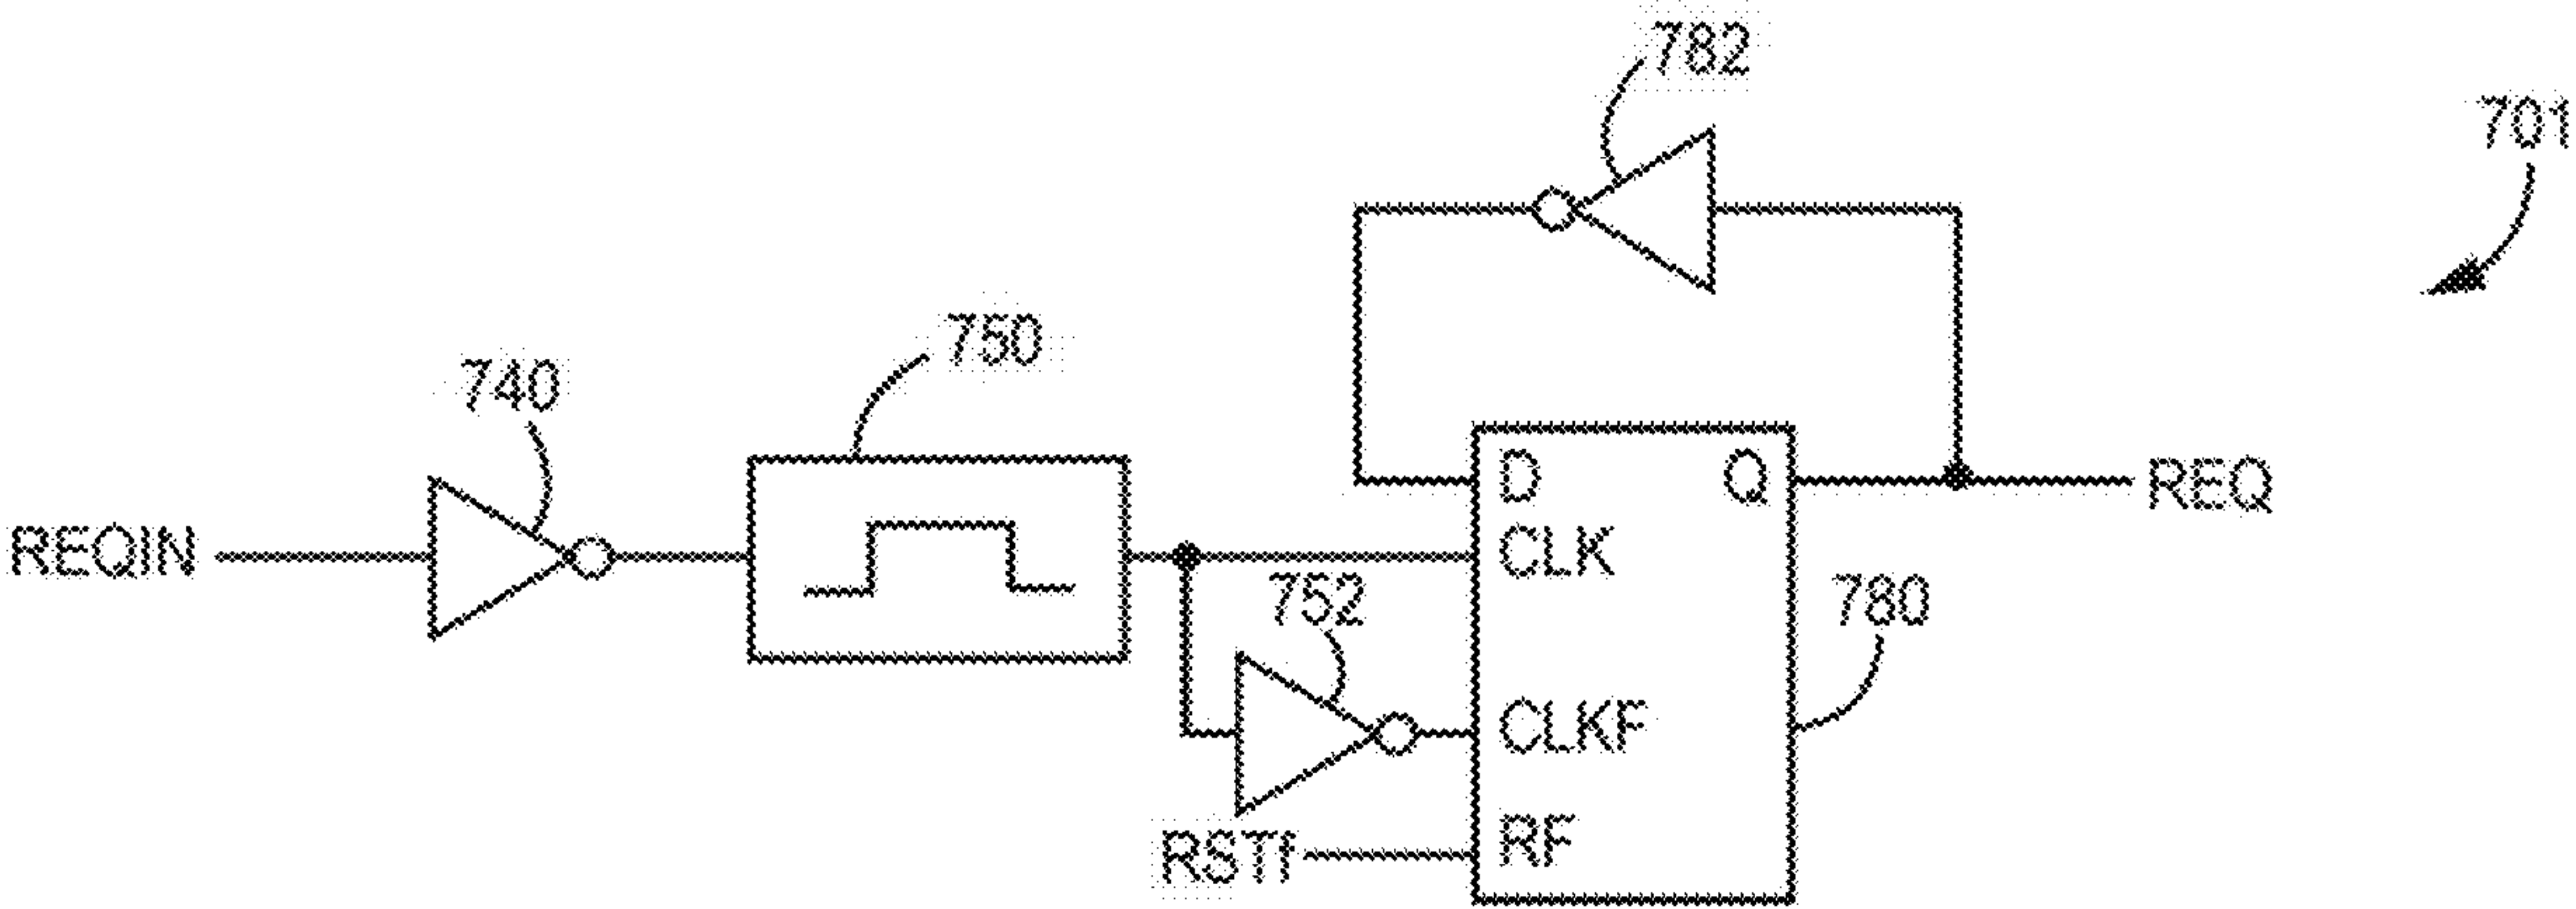 782
701
750
740
D
Q
REQ
REQIN
CLK
752
780
CLKF
RSTf
RF